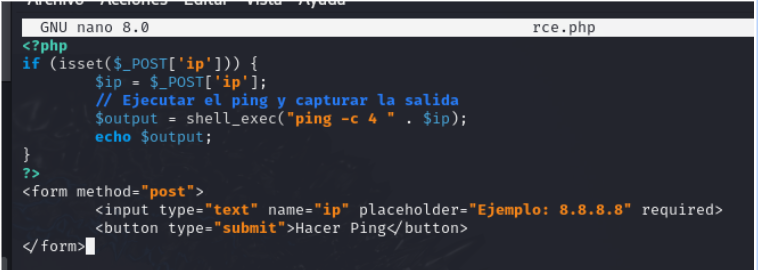 Archivo Acciones Editar Vista Ayuda
GNU nano 8.0 rce.php
<?php
if (isset($_POST['ip'])) {
        $ip = $_POST['ip'];
        // Ejecutar el ping y capturar la salida
        $output = shell_exec("ping -c 4 " . $ip);
        echo $output;
}
?>
<form method="post">
        <input type="text" name="ip" placeholder="Ejemplo: 8.8.8.8" required>
        <button type="submit">Hacer Ping</button>
</form>